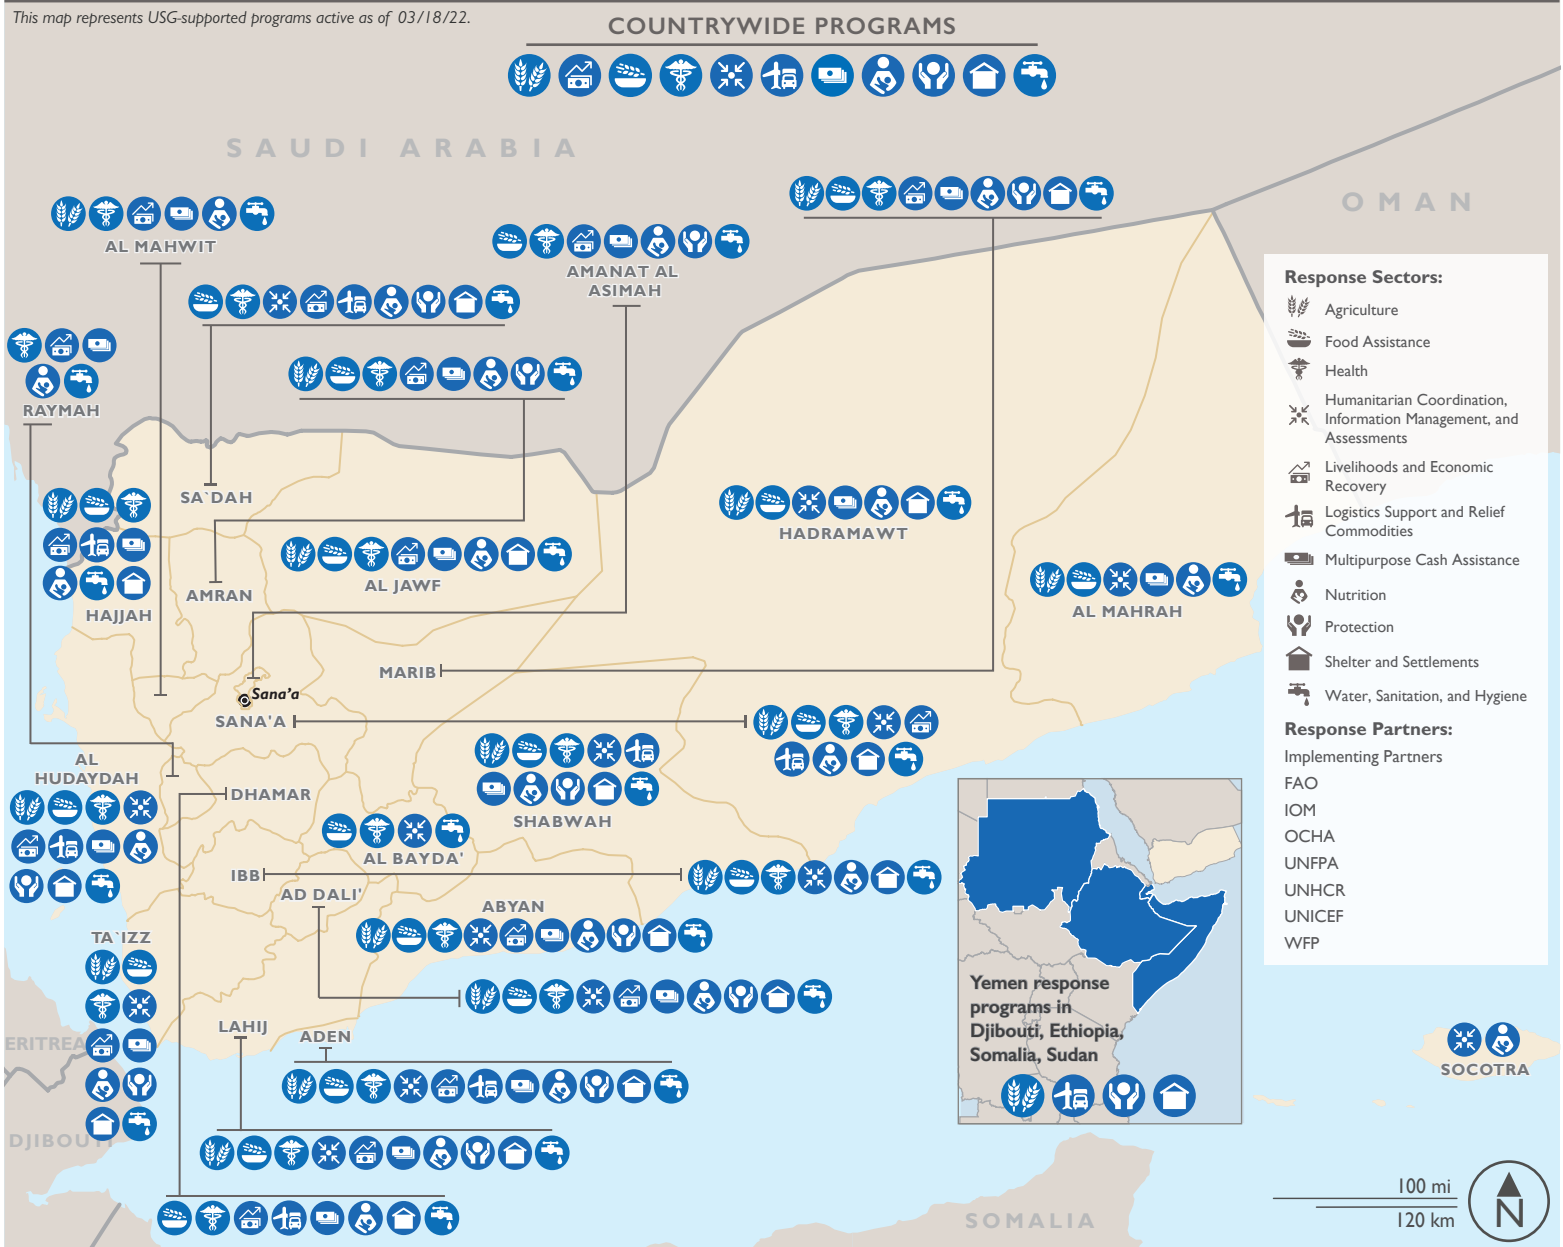 This map represents USG-supported programs active as of 03/18/22.
COUNTRYWIDE PROGRAMS
SAUDI ARABIA
OMAN
AL MAHWIT
AMANAT AL
ASIMAH
RAYMAH
SA`DAH
HAJJAH
AMRAN
AL JAWF
HADRAMAWT
AL MAHRAH
MARIB
Sana'a
SANA'A
AL
HUDAYDAH
DHAMAR
SHABWAH
AL BAYDA'
IBB
AD DALI'
ABYAN
TA`IZZ
LAHIJ
ADEN
ERITREA
DJIBOUTI
SOMALIA
SOCOTRA
Yemen response
programs in
Djibouti, Ethiopia,
Somalia, Sudan
Response Sectors:
Agriculture
Food Assistance
Health
Humanitarian Coordination,
Information Management, and
Assessments
Livelihoods and Economic
Recovery
Logistics Support and Relief
Commodities
Multipurpose Cash Assistance
Nutrition
Protection
Shelter and Settlements
Water, Sanitation, and Hygiene
Response Partners:
Implementing Partners
FAO
IOM
OCHA
UNFPA
UNHCR
UNICEF
WFP
100 mi
120 km
N